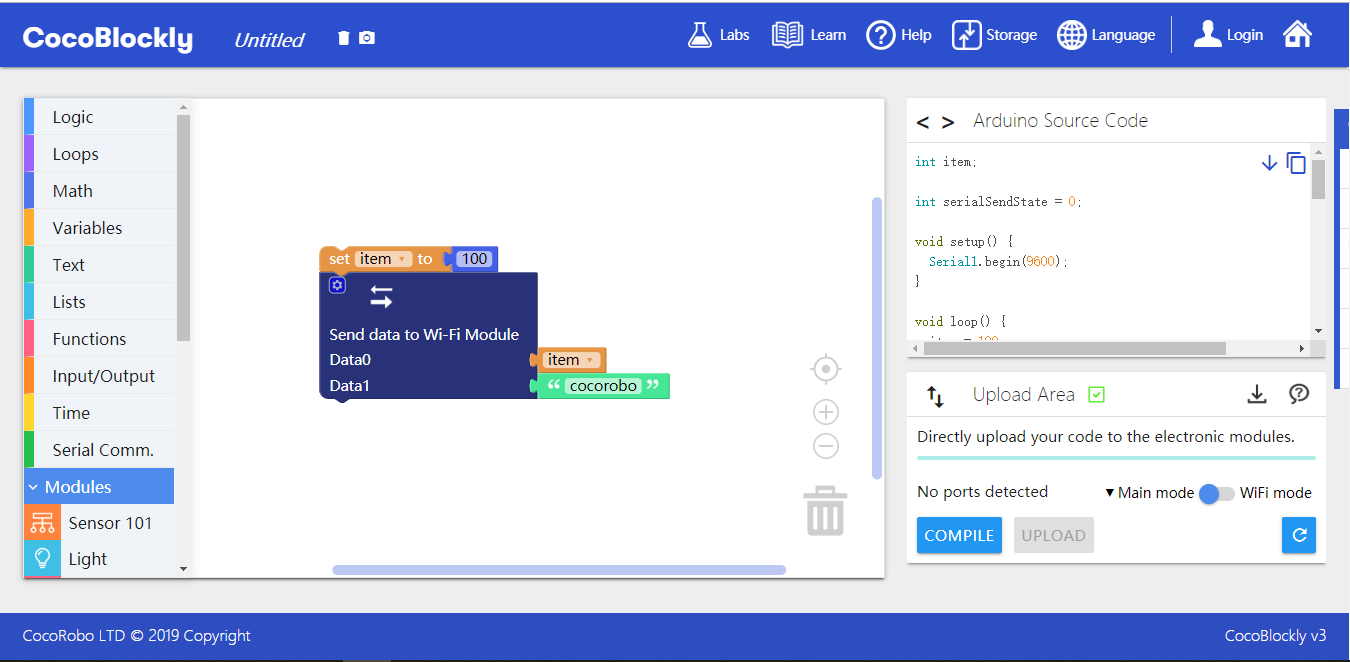 CocoBlockly Untitled Labs Learn Help Storage Language Login
Logic
Loops
Math
Variables
Text
Lists
Functions
Input/Output
Time
Serial Comm.
Modules
Sensor 101
Light
set item to 100
Send data to Wi-Fi Module
Data0 item
Data1 “ cocorobo ”
< > Arduino Source Code
int item;
int serialSendState = 0;
void setup() {
Serial1.begin(9600);
}
void loop() {
item = 100
Upload Area
Directly upload your code to the electronic modules.
No ports detected
Main mode WiFi mode
COMPILE UPLOAD
CocoRobo LTD © 2019 Copyright CocoBlockly v3